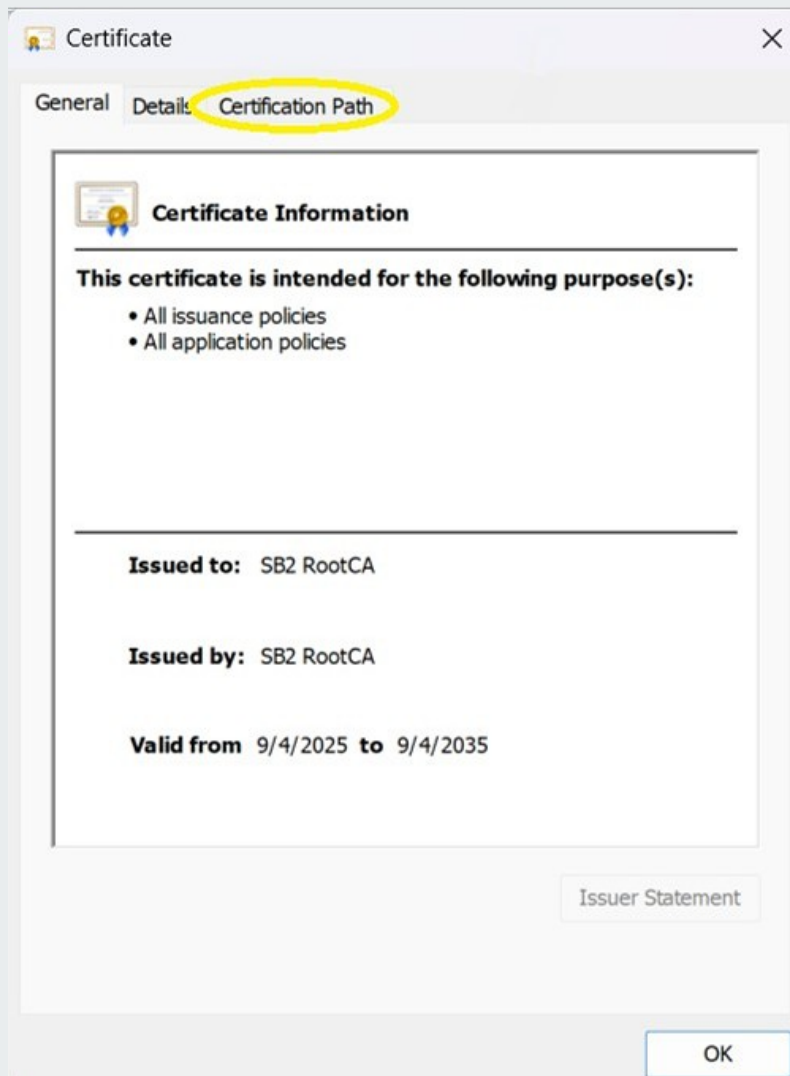 Certificate
General Details Certification Path
Certificate Information
This certificate is intended for the following purpose(s):
• All issuance policies
• All application policies
Issued to: SB2 RootCA
Issued by: SB2 RootCA
Valid from 9/4/2025 to 9/4/2035
Issuer Statement
OK